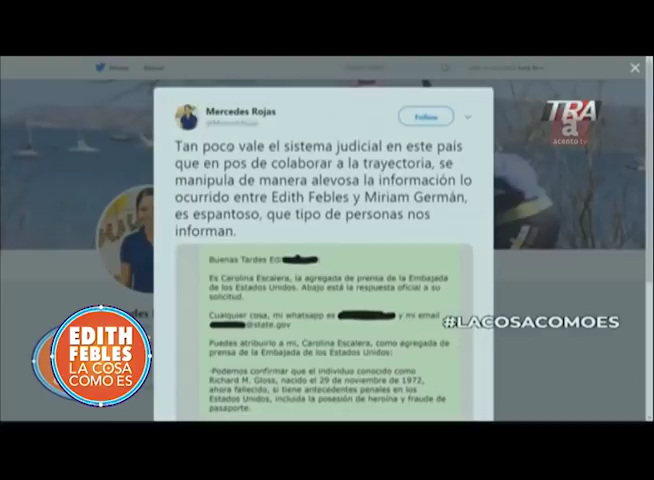 Mercedes Rojas
Follow
TRA
a
atento tv
Tan poco vale el sistema judicial en este pais
que en pos de colaborar a la trayectoria, se
manipula de manera alevosa la información lo
ocurrido entre Edith Febles y Miriam Germán,
es espantoso, que tipo de personas nos
informan.
Buenas Tardes Edi
Es Carolina Escalera, la agregada de prensa de la Embajada
de los Estados Unidos. Abajo está la respuesta oficial a su
solicitud.
Cualquier cosa, mi whatsapp es y mi email
@state.gov
#LACOSACOMOES
Puedes atribuirlo a mi, Carolina Escalera, como agregada de
prensa de la Embajada de los Estados Unidos:
EDITH
FEBLES
LA COSA
COMO ES
"Podemos confirmar que el individuo conocido como
Richard M. Gloss, nacido el 29 de noviembre de 1972,
ahora fallecido, si tiene antecedentes penales en los
Estados Unidos, incluida la posesión de heroína y fraude de
pasaporte.